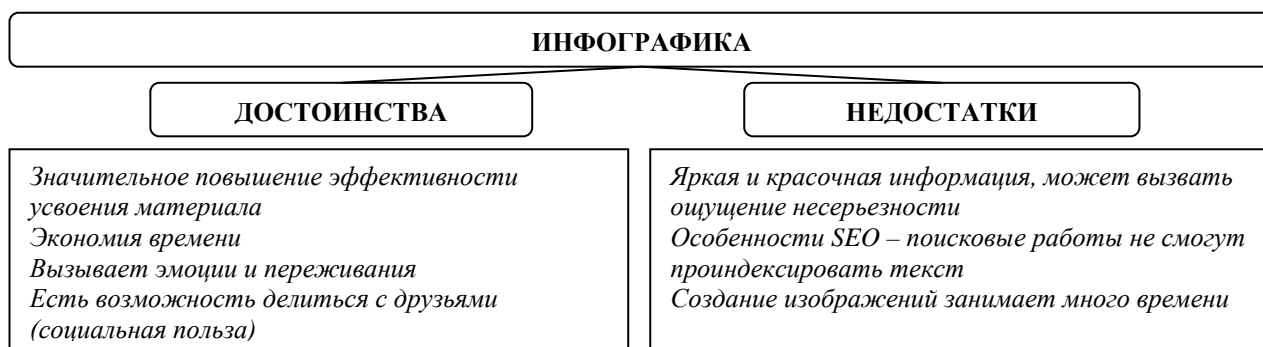 ИНФОГРАФИКА
ДОСТОИНСТВА
НЕДОСТАТКИ
Значительное повышение эффективности
усвоения материала
Экономия времени
Вызывает эмоции и переживания
Есть возможность делиться с друзьями
(социальная польза)
Яркая и красочная информация, может вызвать
ощущение несерьезности
Особенности SEO – поисковые работы не смогут
проиндексировать текст
Создание изображений занимает много времени